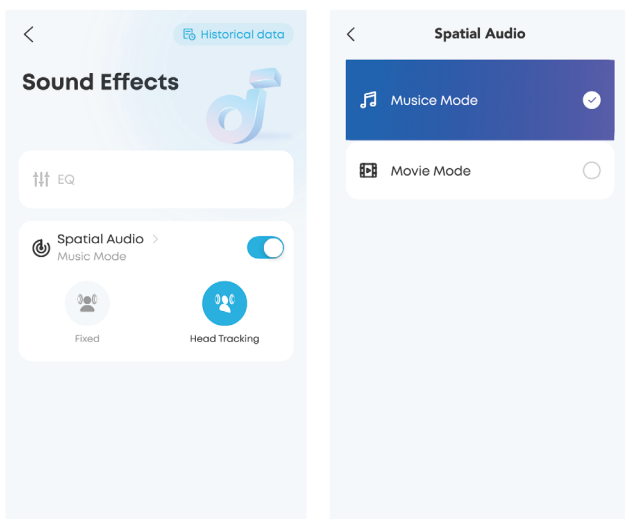 Historical data
Sound Effects
EQ
Spatial Audio
Music Mode
Fixed
Head Tracking
Spatial Audio
Musice Mode
Movie Mode